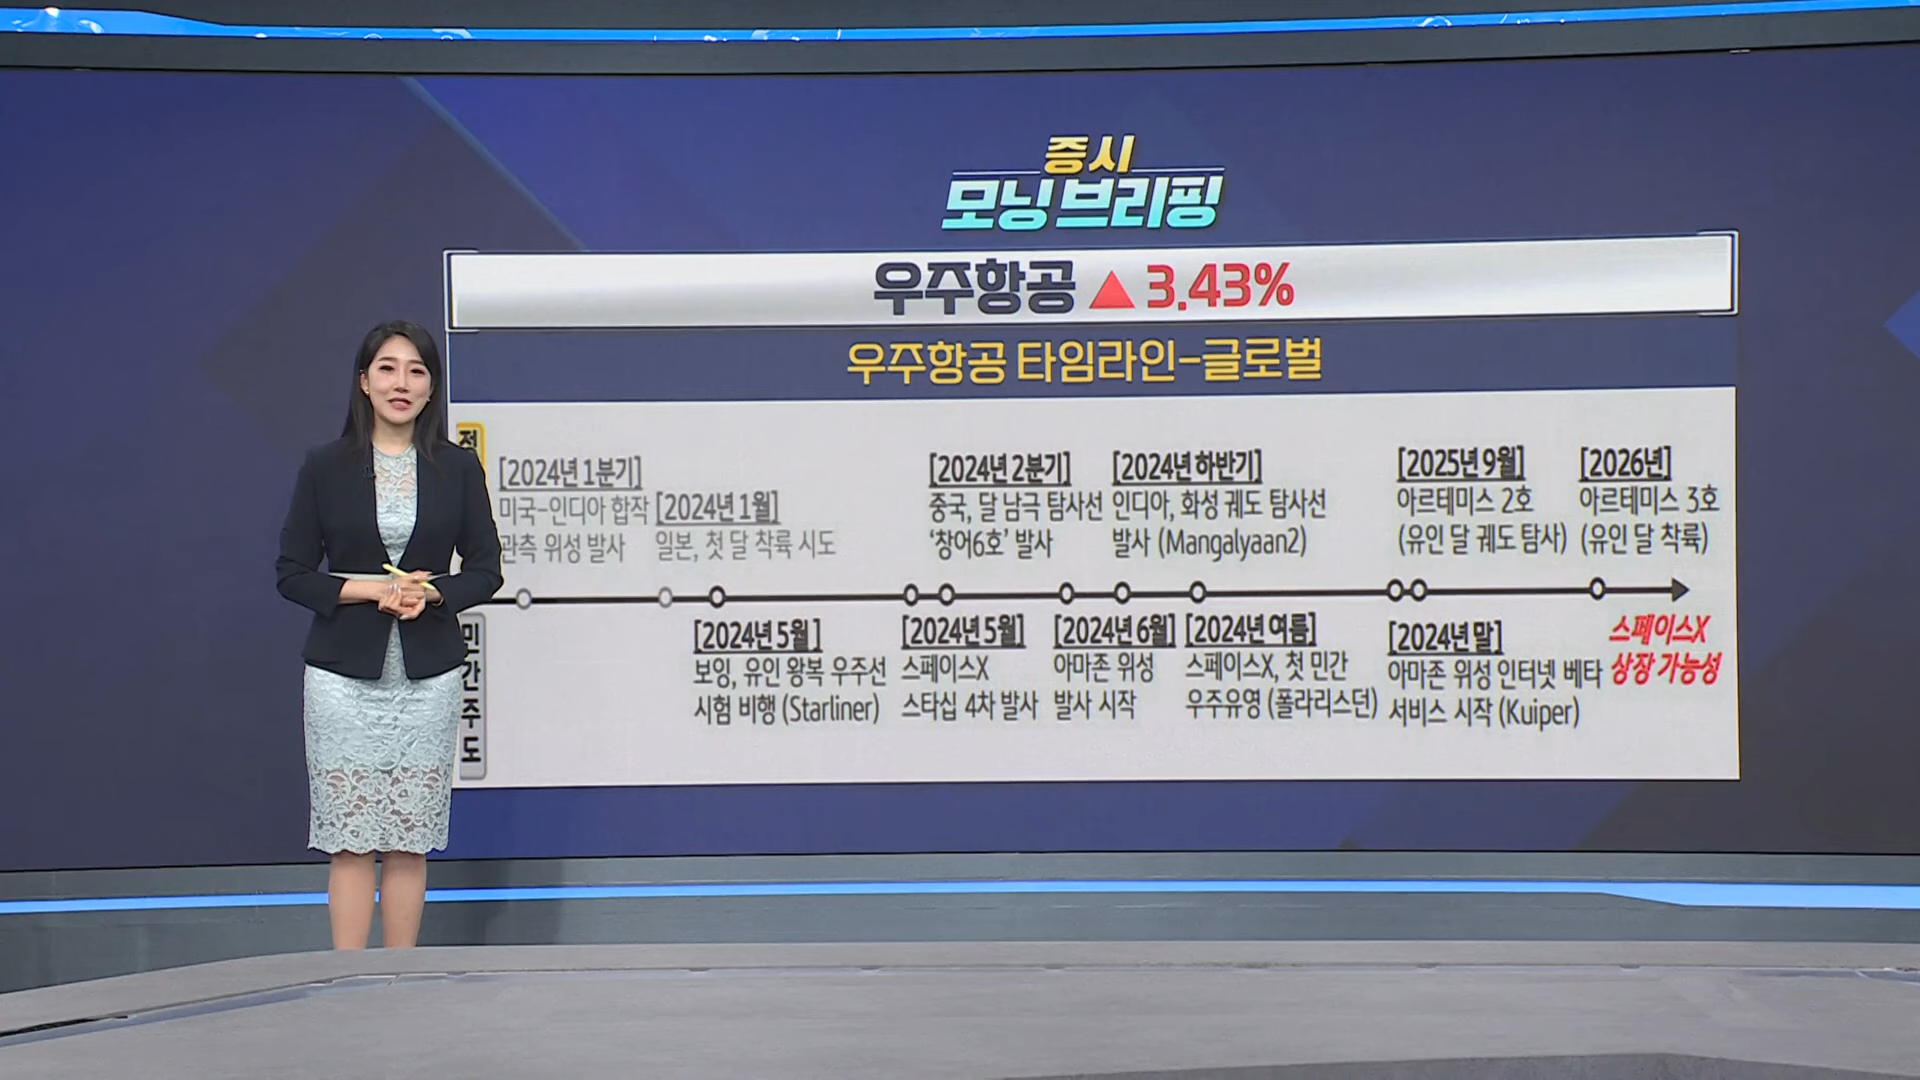 증시
모닝브리핑
우주항공 ▲3.43%
우주항공 타임라인-글로벌
[2024년 1분기]
미국-인디아 합작
관측 위성 발사
[2024년 1월]
일본, 첫 달 착륙 시도
[2024년 2분기]
중국, 달 남극 탐사선
‘창어6호’ 발사
[2024년 하반기]
인디아, 화성 궤도 탐사선
발사 (Mangalyaan2)
[2025년 9월]
아르테미스 2호
(유인 달 궤도 탐사)
[2026년]
아르테미스 3호
(유인 달 착륙)
민
간
주
도
[2024년 5월]
보잉, 유인 왕복 우주선
시험 비행 (Starliner)
[2024년 5월]
스페이스X
스타십 4차 발사
[2024년 6월]
아마존 위성
발사 시작
[2024년 여름]
스페이스X, 첫 민간
우주유영 (폴라리스던)
[2024년 말]
아마존 위성 인터넷 베타
서비스 시작 (Kuiper)
스페이스X
상장 가능성